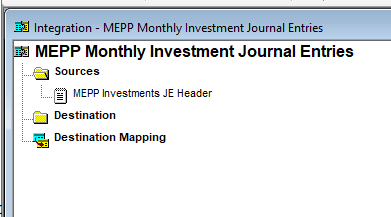 Integration - MEPP Monthly Investment Journal Entries
MEPP Monthly Investment Journal Entries
Sources
MEPP Investments JE Header
Destination
Destination Mapping